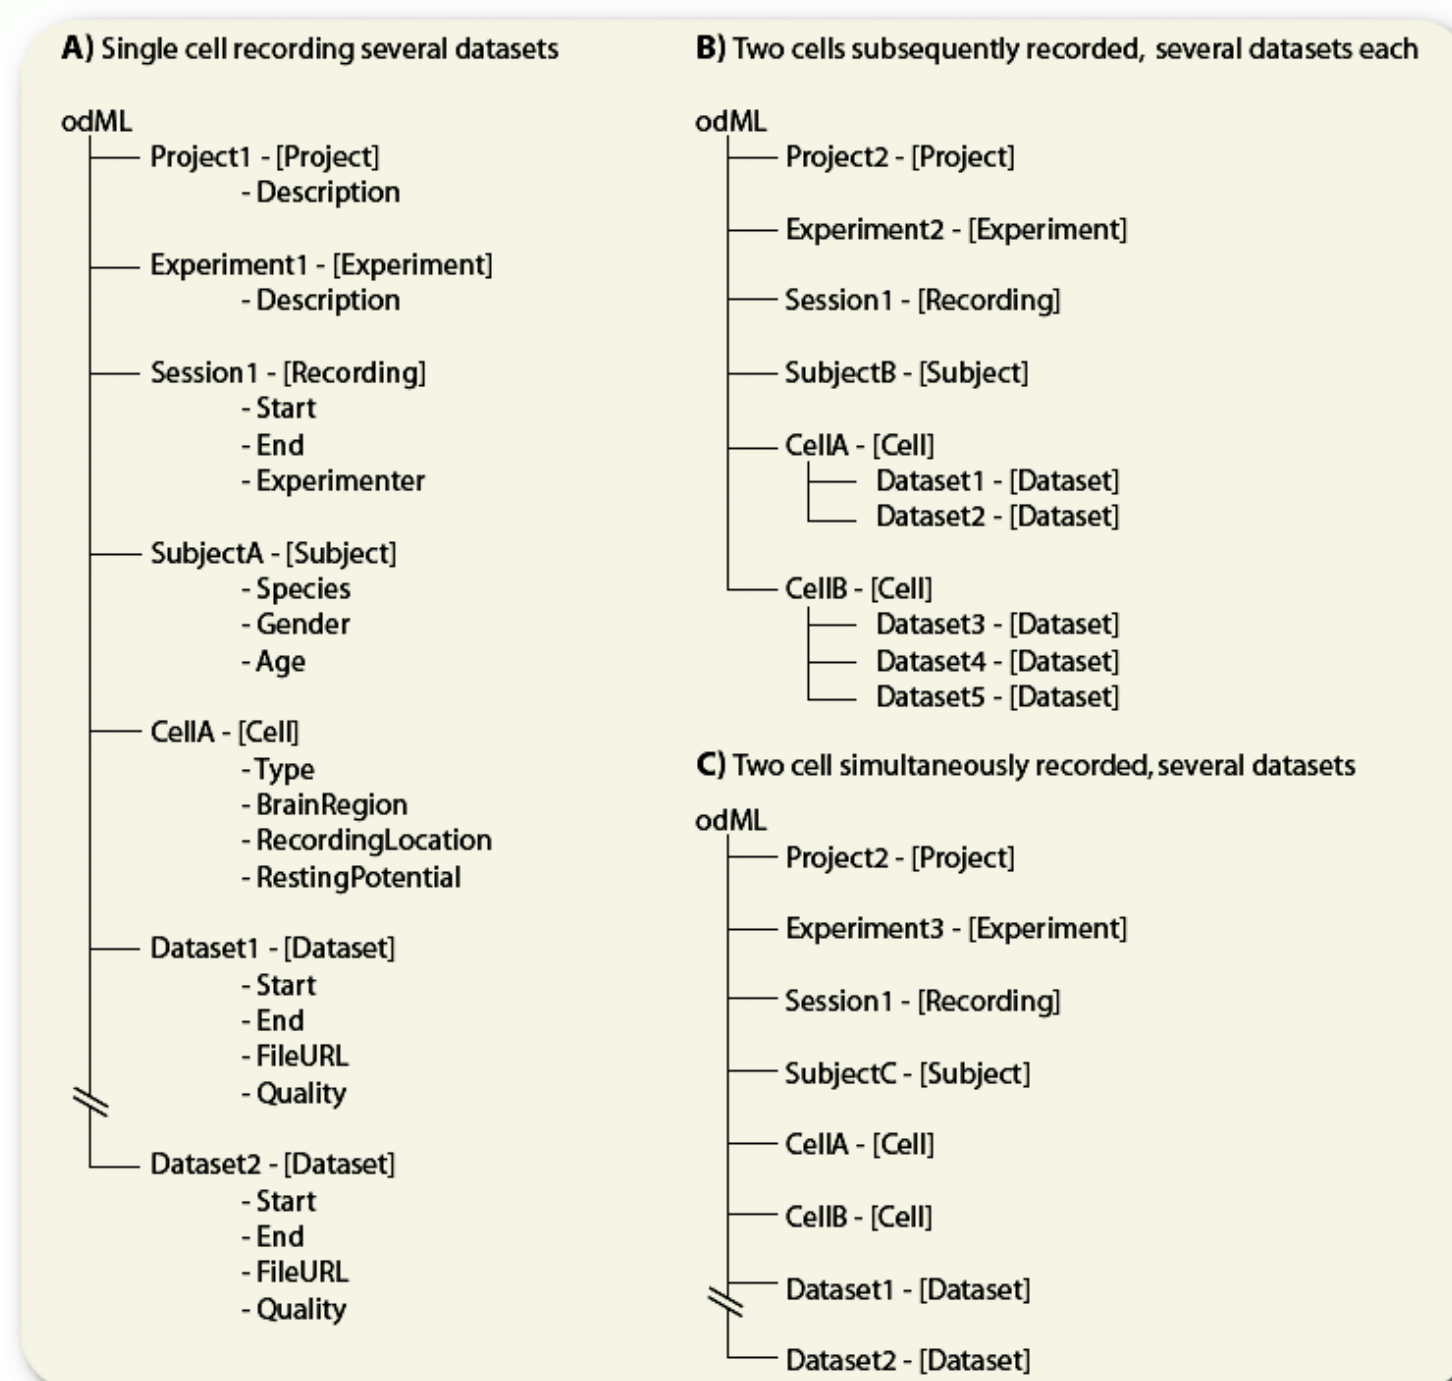 A) Single cell recording several datasets
odML
Project1 - [Project]
- Description
Experiment1 - [Experiment]
- Description
Session1 - [Recording]
- Start
- End
- Experimenter
SubjectA - [Subject]
- Species
- Gender
- Age
CellA - [Cell]
- Type
- BrainRegion
- RecordingLocation
- RestingPotential
Dataset1 - [Dataset]
- Start
- End
- FileURL
- Quality
Dataset2 - [Dataset]
- Start
- End
- FileURL
- Quality
B) Two cells subsequently recorded, several datasets each
odML
Project2 - [Project]
Experiment2 - [Experiment]
Session1 - [Recording]
SubjectB - [Subject]
CellA - [Cell]
Dataset1 - [Dataset]
Dataset2 - [Dataset]
CellB - [Cell]
Dataset3 - [Dataset]
Dataset4 - [Dataset]
Dataset5 - [Dataset]
C) Two cell simultaneously recorded, several datasets
odML
Project2 - [Project]
Experiment3 - [Experiment]
Session1 - [Recording]
SubjectC - [Subject]
CellA - [Cell]
CellB - [Cell]
Dataset1 - [Dataset]
Dataset2 - [Dataset]